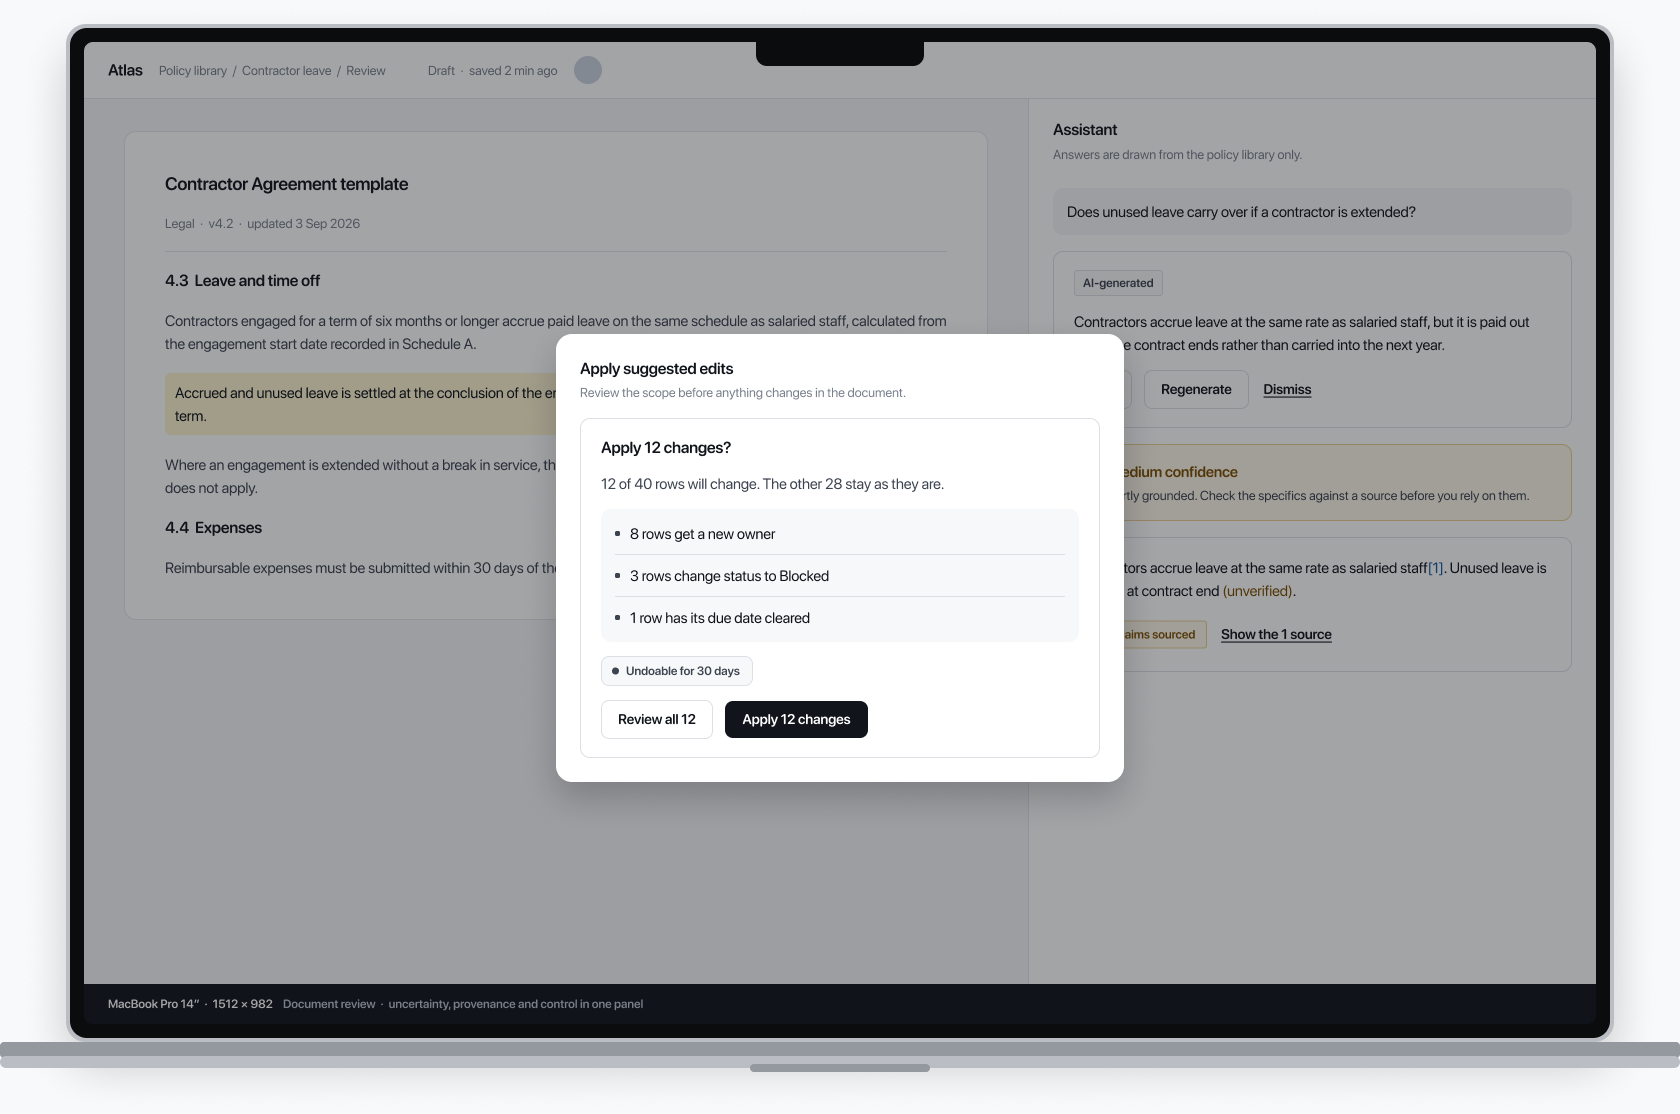 Atlas
Policy library / Contractor leave / Review
Draft · saved 2 min ago
Contractor Agreement template
Legal · v4.2 · updated 3 Sep 2026
4.3 Leave and time off
Contractors engaged for a term of six months or longer accrue paid leave on the same schedule as salaried staff, calculated from
the engagement start date recorded in Schedule A.
Accrued and unused leave is settled at the conclusion of the
term.
Where an engagement is extended without a break in service,
does not apply.
4.4 Expenses
Reimbursable expenses must be submitted within 30 days of
Assistant
Answers are drawn from the policy library only.
Does unused leave carry over if a contractor is extended?
AI-generated
Contractors accrue leave at the same rate as salaried staff, but it is paid out
contract ends rather than carried into the next year.
Regenerate
Dismiss
confidence
grounded. Check the specifics against a source before you rely on them.
accrue leave at the same rate as salaried staff[1]. Unused leave is
at contract end (unverified).
sourced
Show the 1 source
Apply suggested edits
Review the scope before anything changes in the document.
Apply 12 changes?
12 of 40 rows will change. The other 28 stay as they are.
8 rows get a new owner
3 rows change status to Blocked
1 row has its due date cleared
Undoable for 30 days
Review all 12
Apply 12 changes
MacBook Pro 14" · 1512 × 982 Document review · uncertainty, provenance and control in one panel